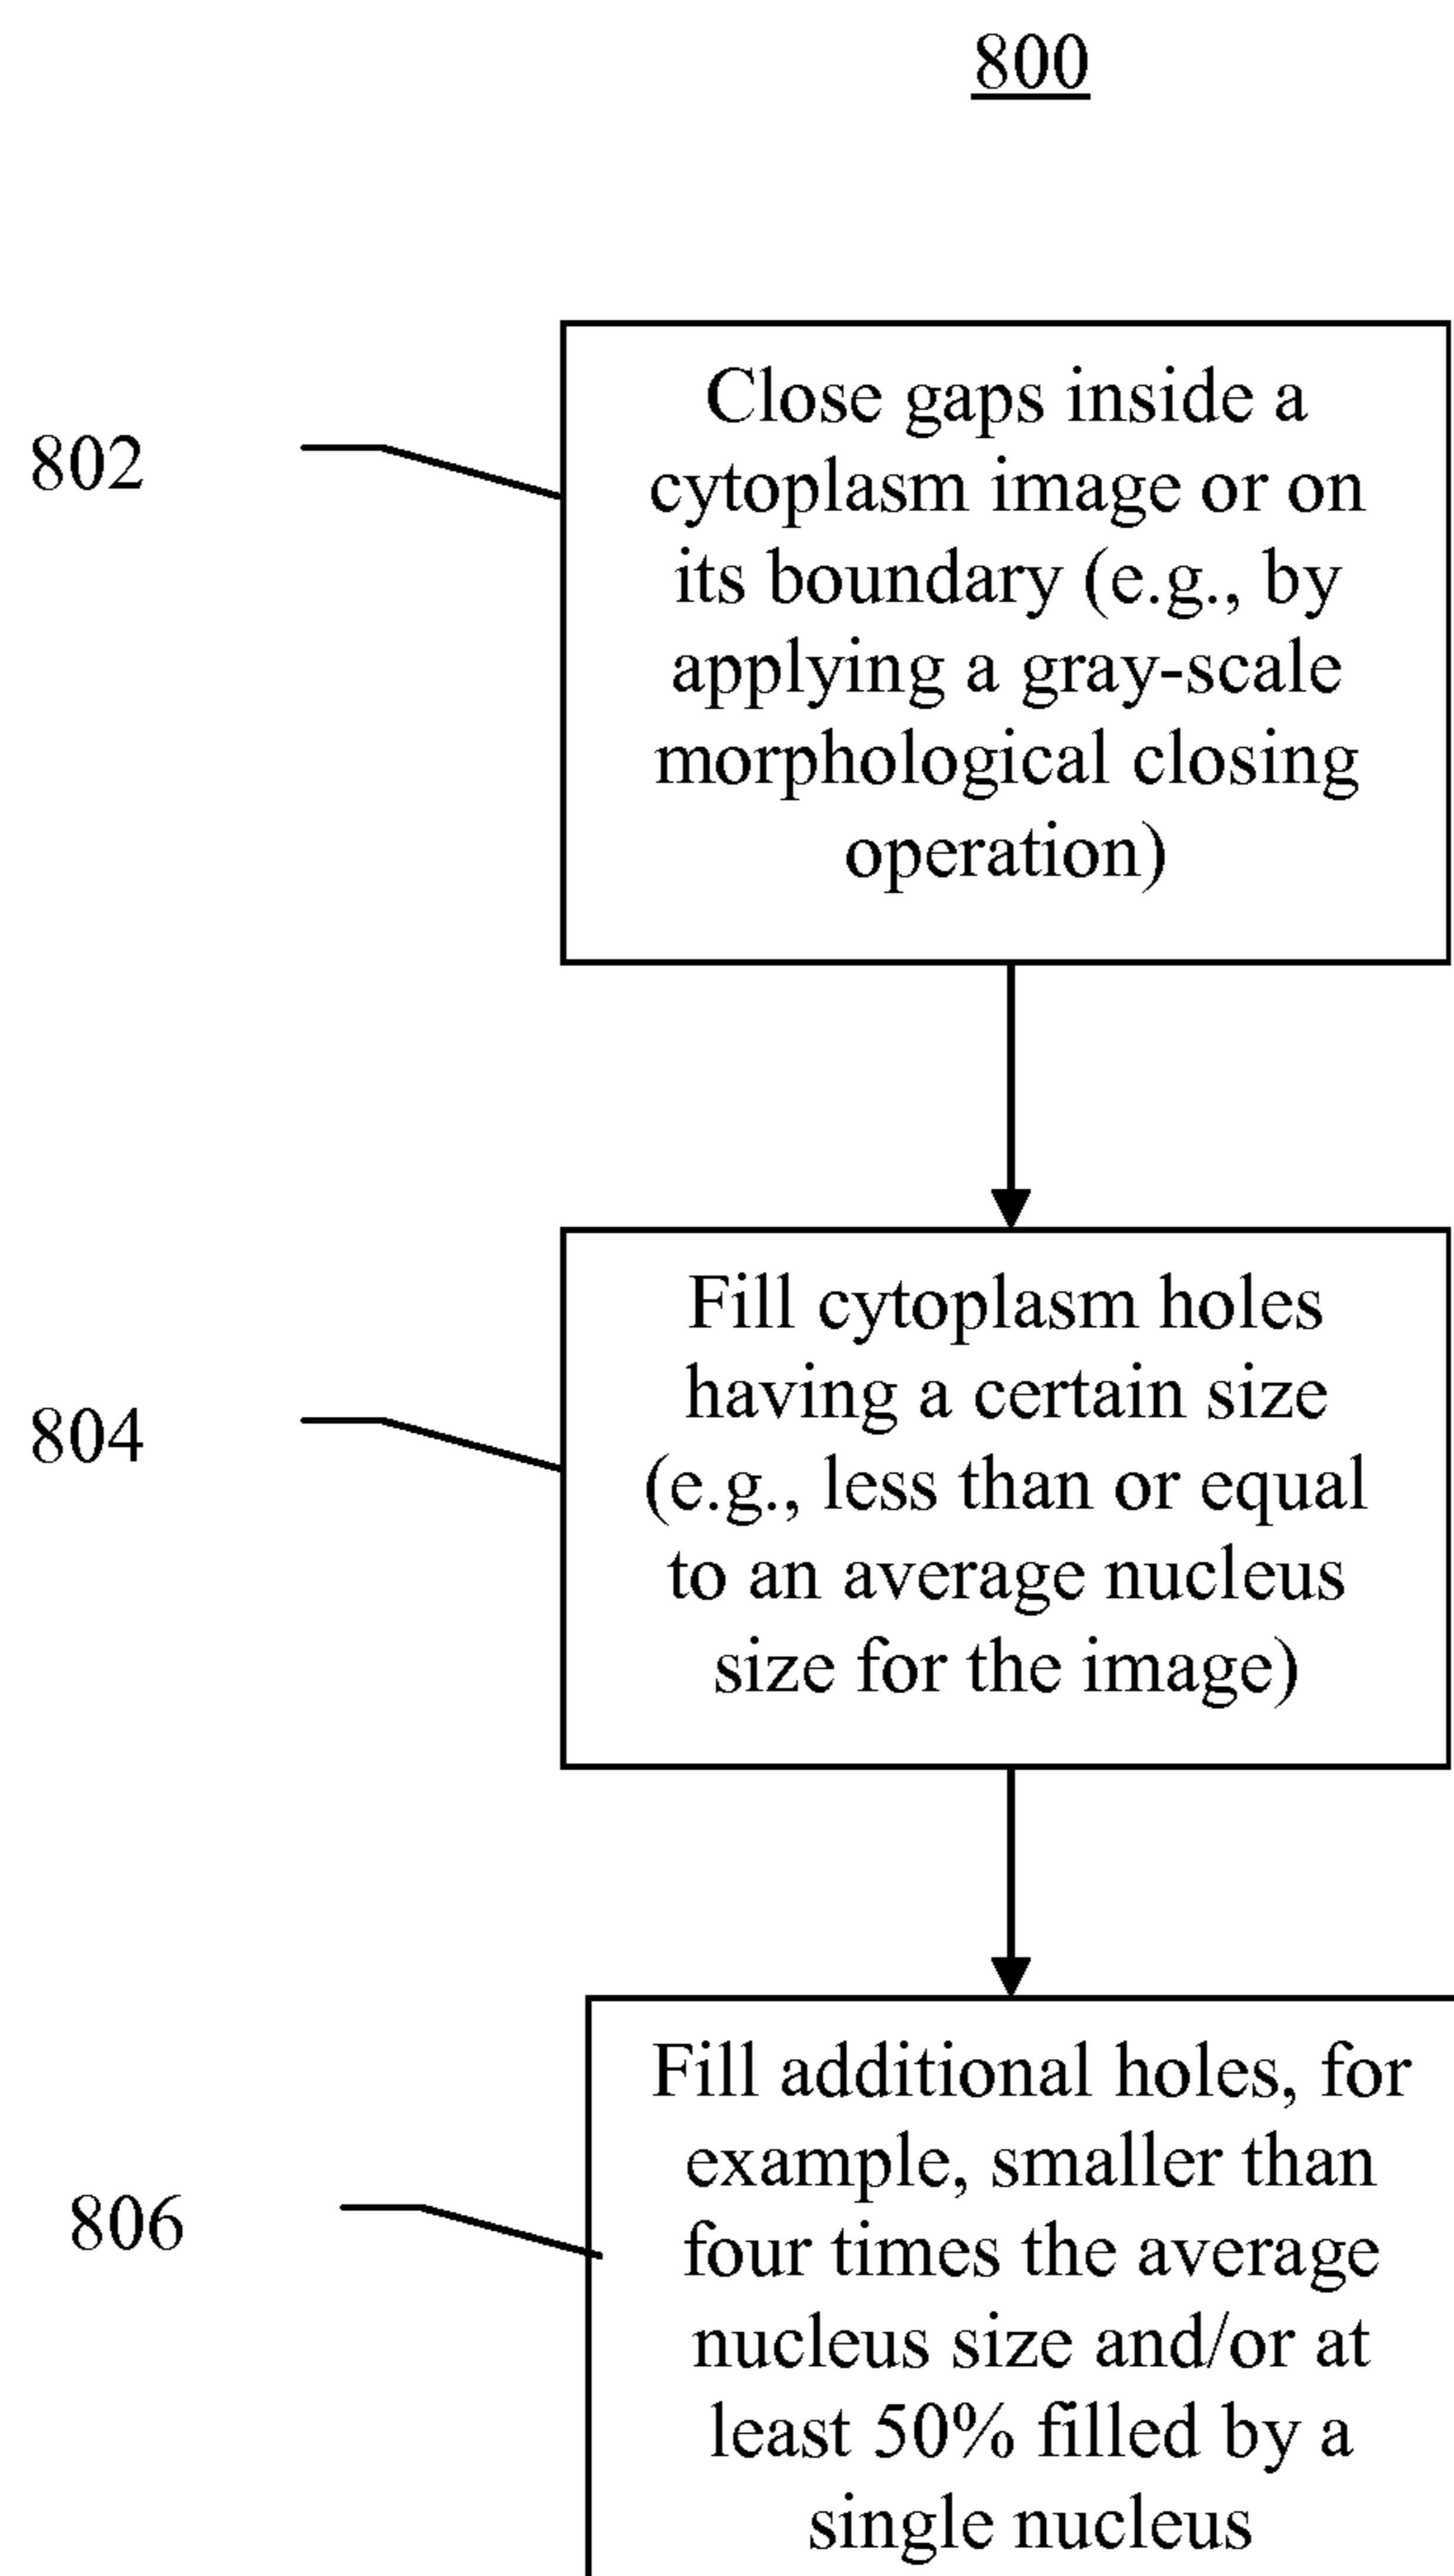 800
802
Close gaps inside a
cytoplasm image or on
its boundary (e.g., by
applying a gray-scale
morphological closing
operation)
804
Fill cytoplasm holes
having a certain size
(e.g., less than or equal
to an average nucleus
size for the image)
806
Fill additional holes, for
example, smaller than
four times the average
nucleus size and/or at
least 50% filled by a
single nucleus